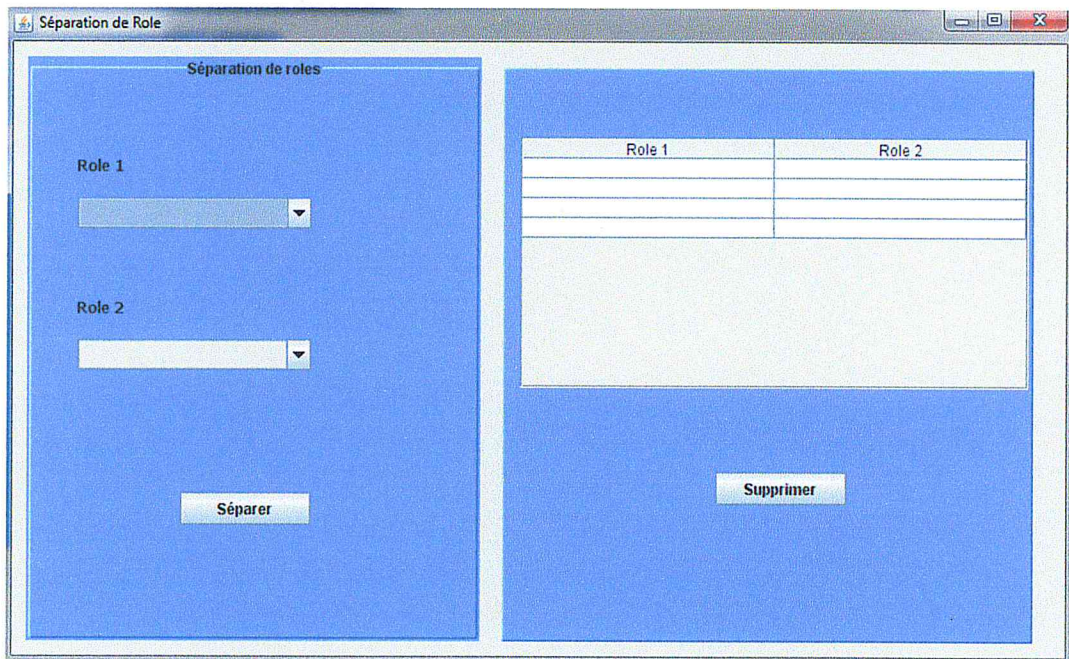 Séparation de Role
Séparation de roles
Role 1
Role 2
Séparer
Role 1 Role 2
Supprimer